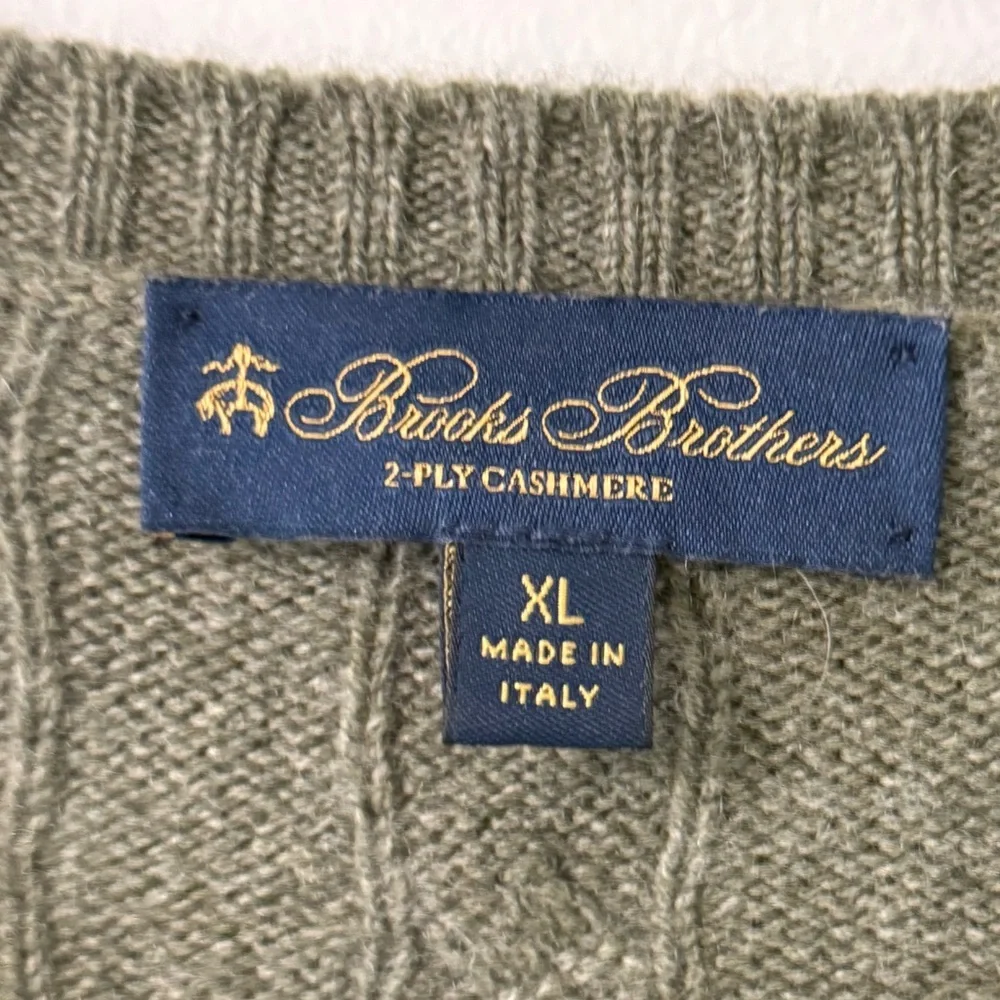 Brooks Brothers
2-PLY CASHMERE
XL
MADE IN
ITALY